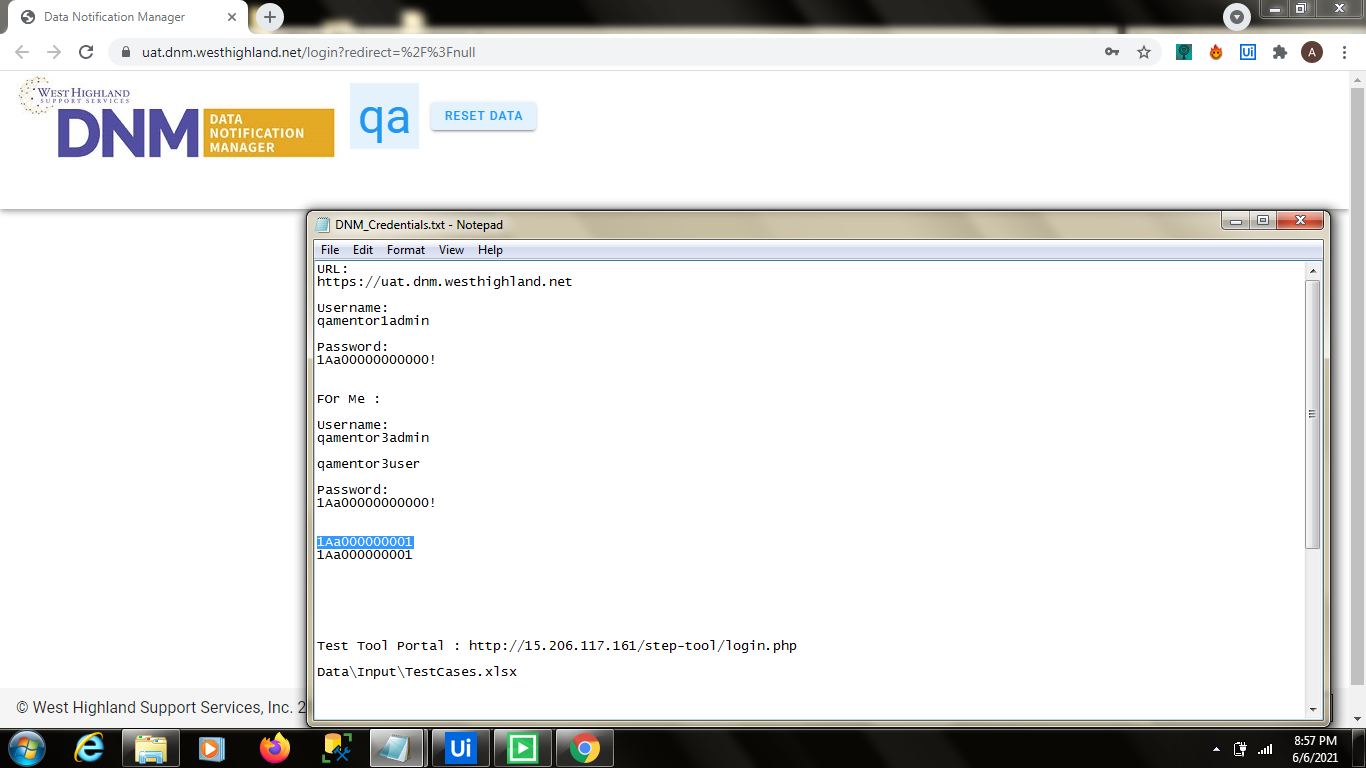 Data Notification Manager
uat.dnm.westhighland.net/login?redirect=%2F%3Fnull
Ui
A
WEST HIGHLAND
SUPPORT SERVICES
DNM
DATA
NOTIFICATION
MANAGER
qa
RESET DATA
DNM_Credentials.txt - Notepad
File Edit Format View Help
URL:
https://uat.dnm.westhighland.net
Username:
qamentor1admin
Password:
1Aa00000000000!
FOr Me :
Username:
qamentor3admin
qamentor3user
Password:
1Aa00000000000!
1Aa000000001
1Aa000000001
Test Tool Portal : http://15.206.117.161/step-tool/login.php
Data\Input\TestCases.xlsx
© West Highland Support Services, Inc. 2
Ui
8:57 PM
6/6/2021